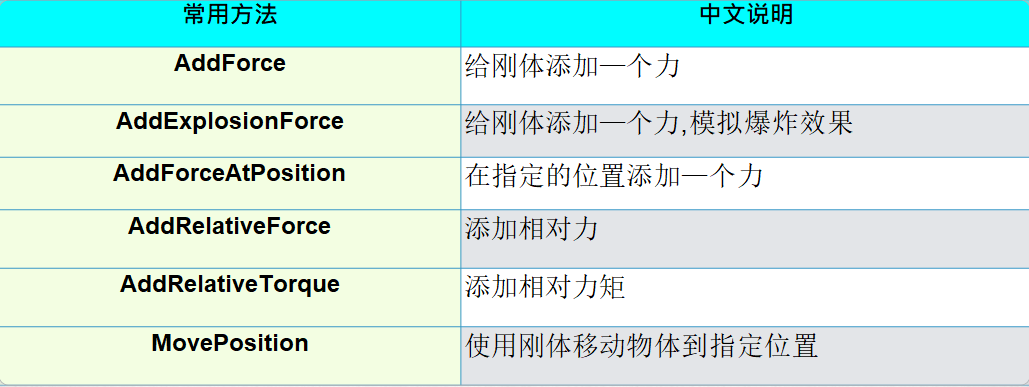 常用方法 中文说明
AddForce 给刚体添加一个力
AddExplosionForce 给刚体添加一个力,模拟爆炸效果
AddForceAtPosition 在指定的位置添加一个力
AddRelativeForce 添加相对力
AddRelativeTorque 添加相对力矩
MovePosition 使用刚体移动物体到指定位置